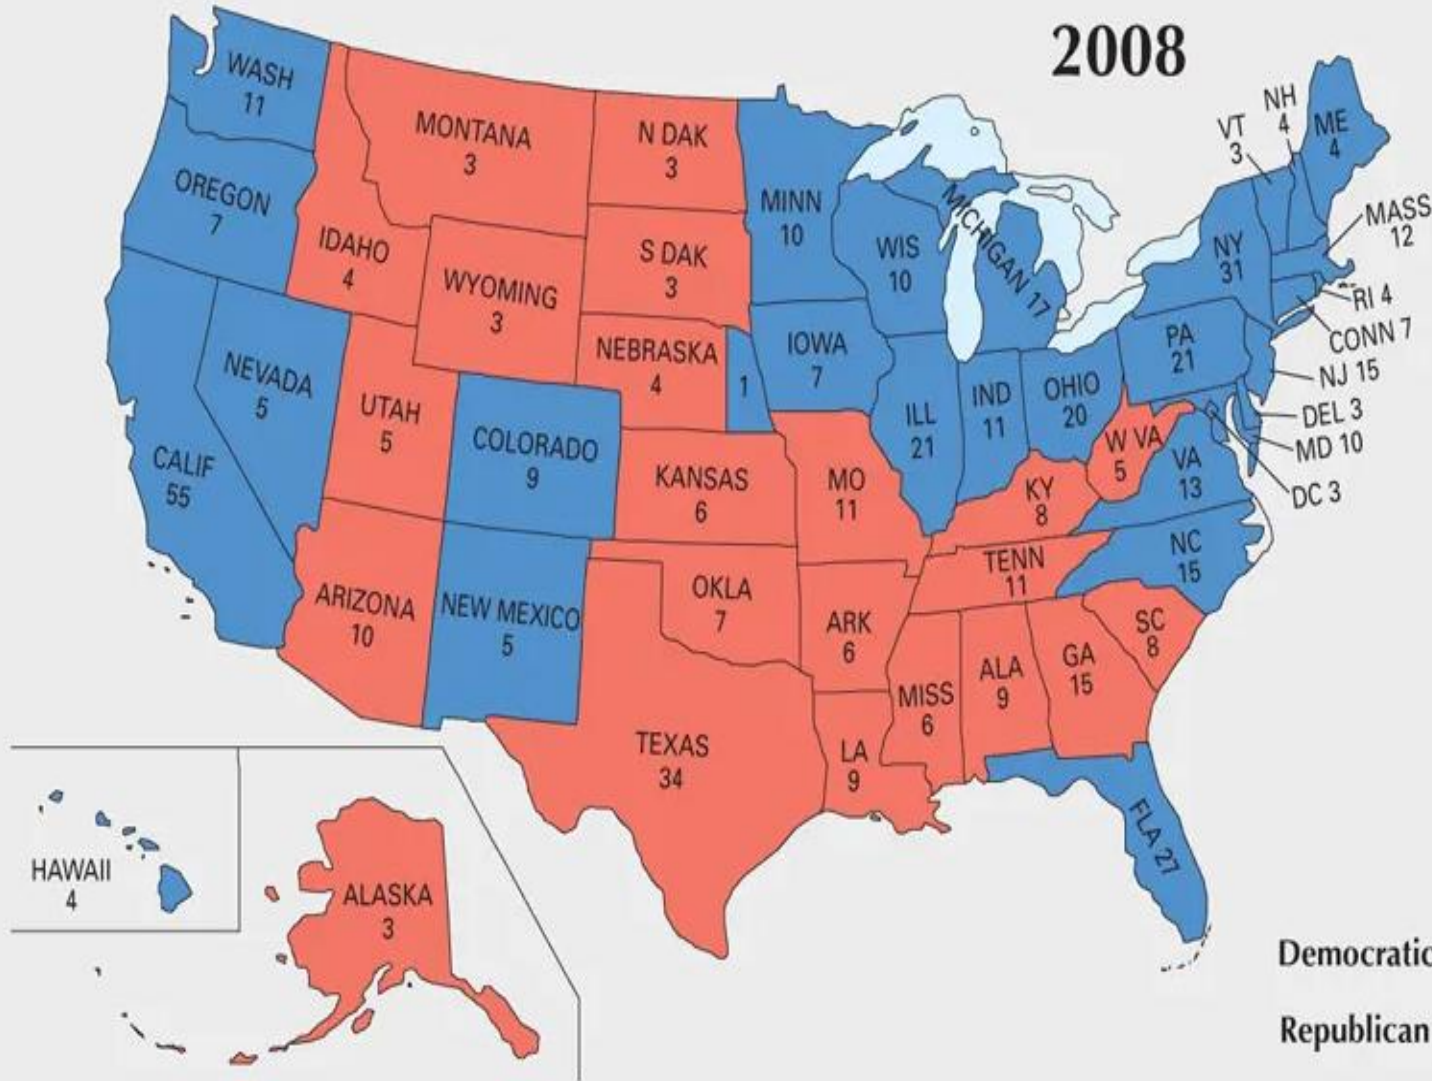 2008
WASH
11
OREGON
7
CALIF
55
NEVADA
5
IDAHO
4
MONTANA
3
WYOMING
3
UTAH
5
COLORADO
9
ARIZONA
10
NEW MEXICO
5
N DAK
3
S DAK
3
NEBRASKA
4
1
KANSAS
6
OKLA
7
TEXAS
34
MINN
10
IOWA
7
MO
11
ARK
6
LA
9
WIS
10
ILL
21
MICHIGAN 17
IND
11
OHIO
20
KY
8
TENN
11
MISS
6
ALA
9
GA
15
FLA 27
SC
8
NC
15
VA
13
W VA
5
PA
21
NY
31
VT
3
NH
4
ME
4
MASS
12
RI 4
CONN 7
NJ 15
DEL 3
MD 10
DC 3
HAWAII
4
ALASKA
3
Democratic
Republican